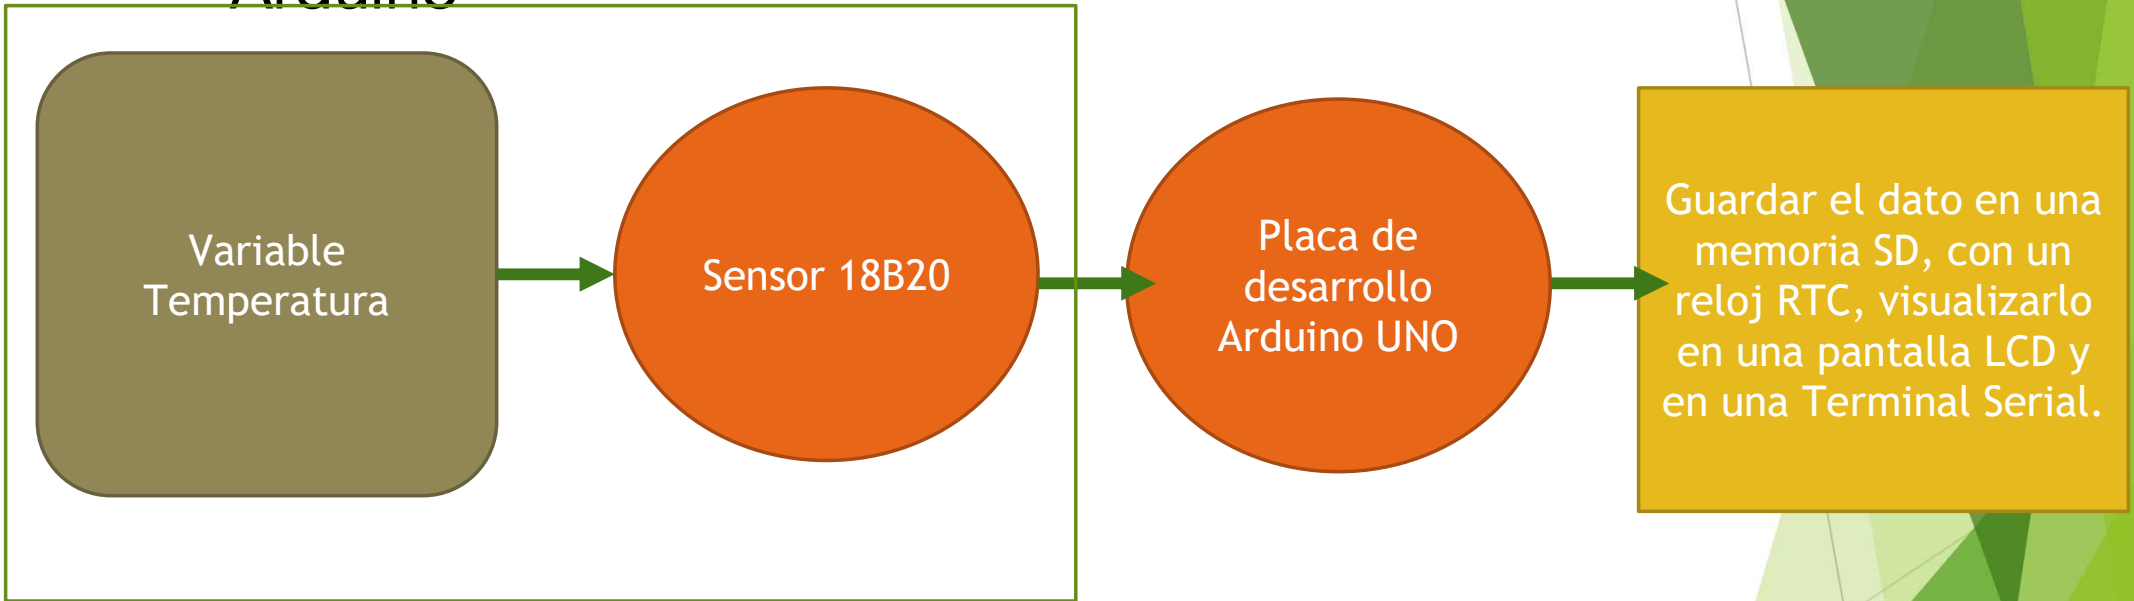 Arduino
Variable
Temperatura
Sensor 18B20
Placa de
desarrollo
Arduino UNO
Guardar el dato en una
memoria SD, con un
reloj RTC, visualizarlo
en una pantalla LCD y
en una Terminal Serial.